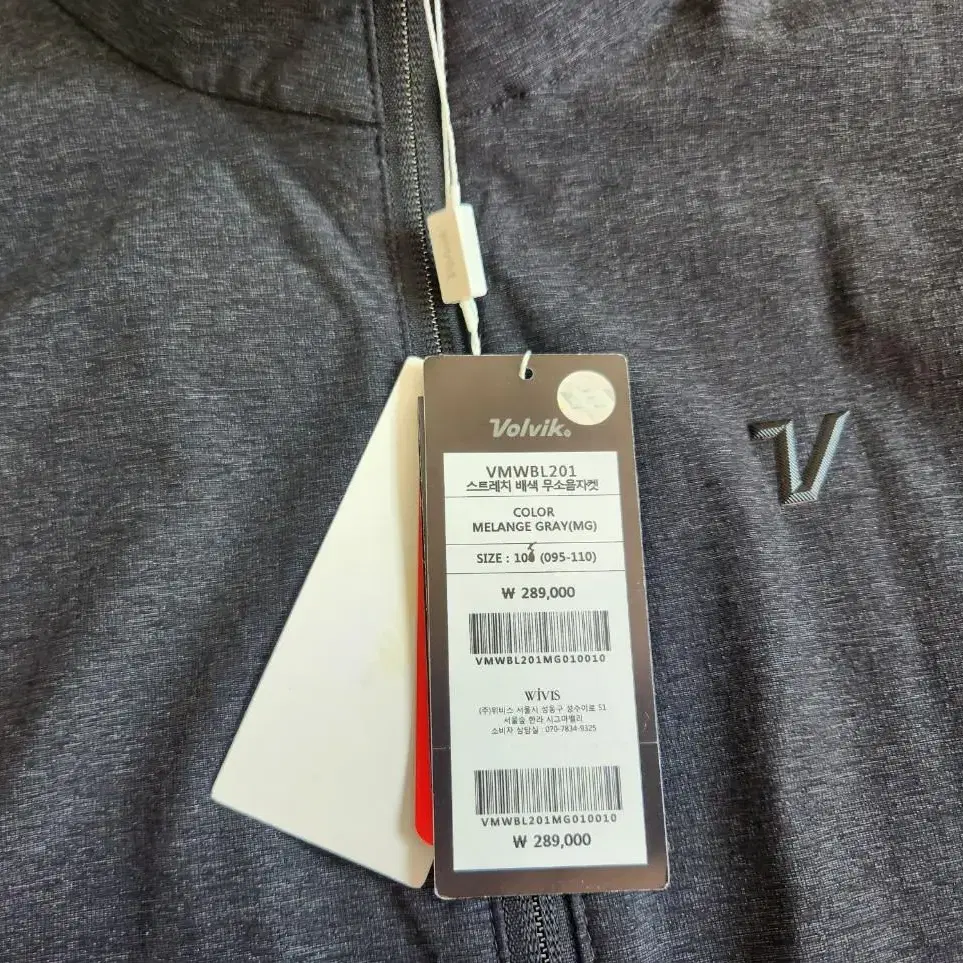 Volvik.
VMWBL201
스트레치 배색 무소음자켓
COLOR
MELANGE GRAY(MG)
SIZE : 105 (095-110)
₩ 289,000
VMWBL201MG010010
WIVIS
(주)위비스 서울시 성동구 성수이로 51
서울숲 한라 시그마밸리
소비자 상담실 : 070-7834-9325
VMWBL201MG010010
₩ 289,000
V